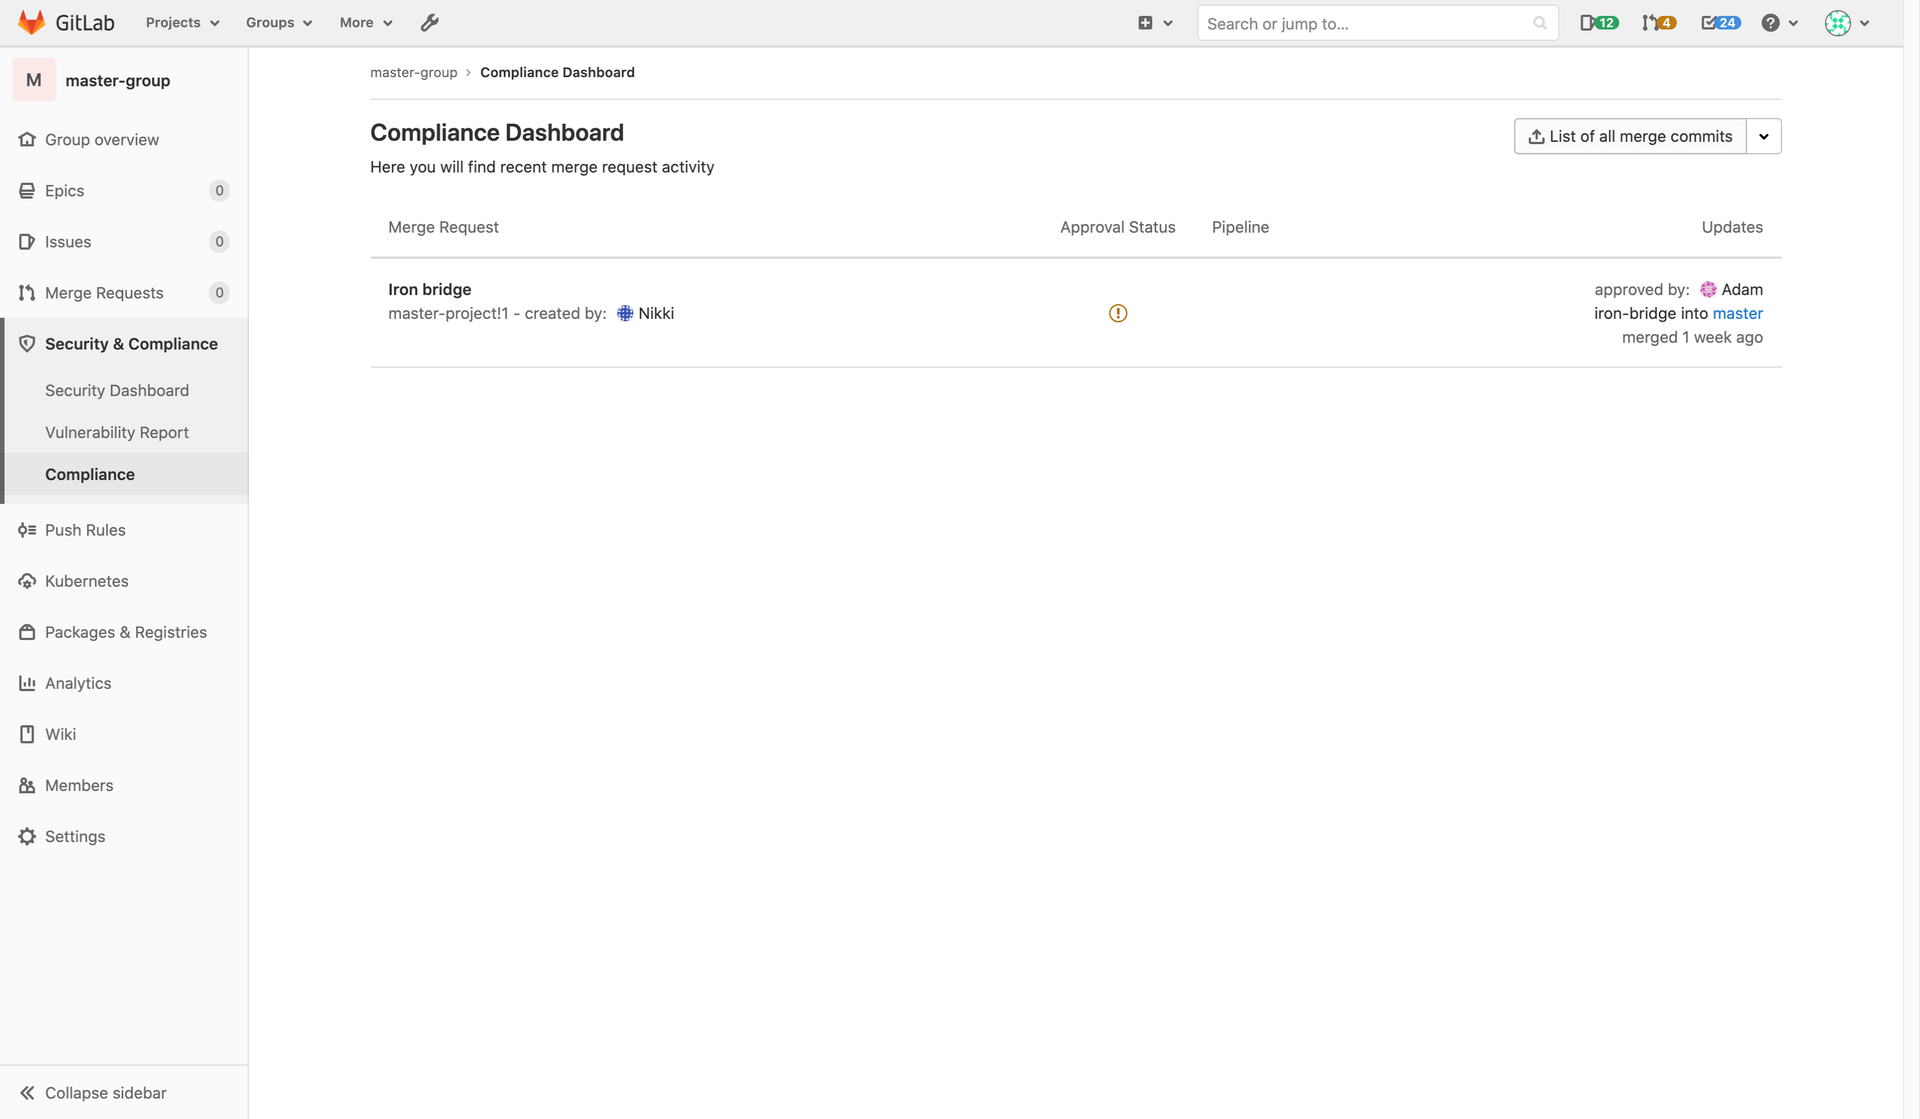 GitLab
Projects
Groups
More
Search or jump to...
12
4
24
M
master-group
Group overview
Epics
0
Issues
0
Merge Requests
0
Security & Compliance
Security Dashboard
Vulnerability Report
Compliance
Push Rules
Kubernetes
Packages & Registries
Analytics
Wiki
Members
Settings
Collapse sidebar
master-group › Compliance Dashboard
Compliance Dashboard
Here you will find recent merge request activity
List of all merge commits
Merge Request
Approval Status
Pipeline
Updates
Iron bridge
master-project!1 - created by: Nikki
approved by: Adam
iron-bridge into master
merged 1 week ago